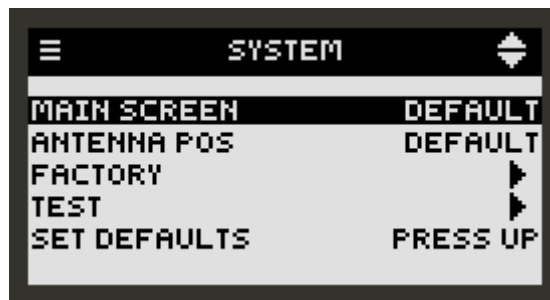 SYSTEM
MAIN SCREEN DEFAULT
ANTENNA POS DEFAULT
FACTORY
TEST
SET DEFAULTS PRESS UP